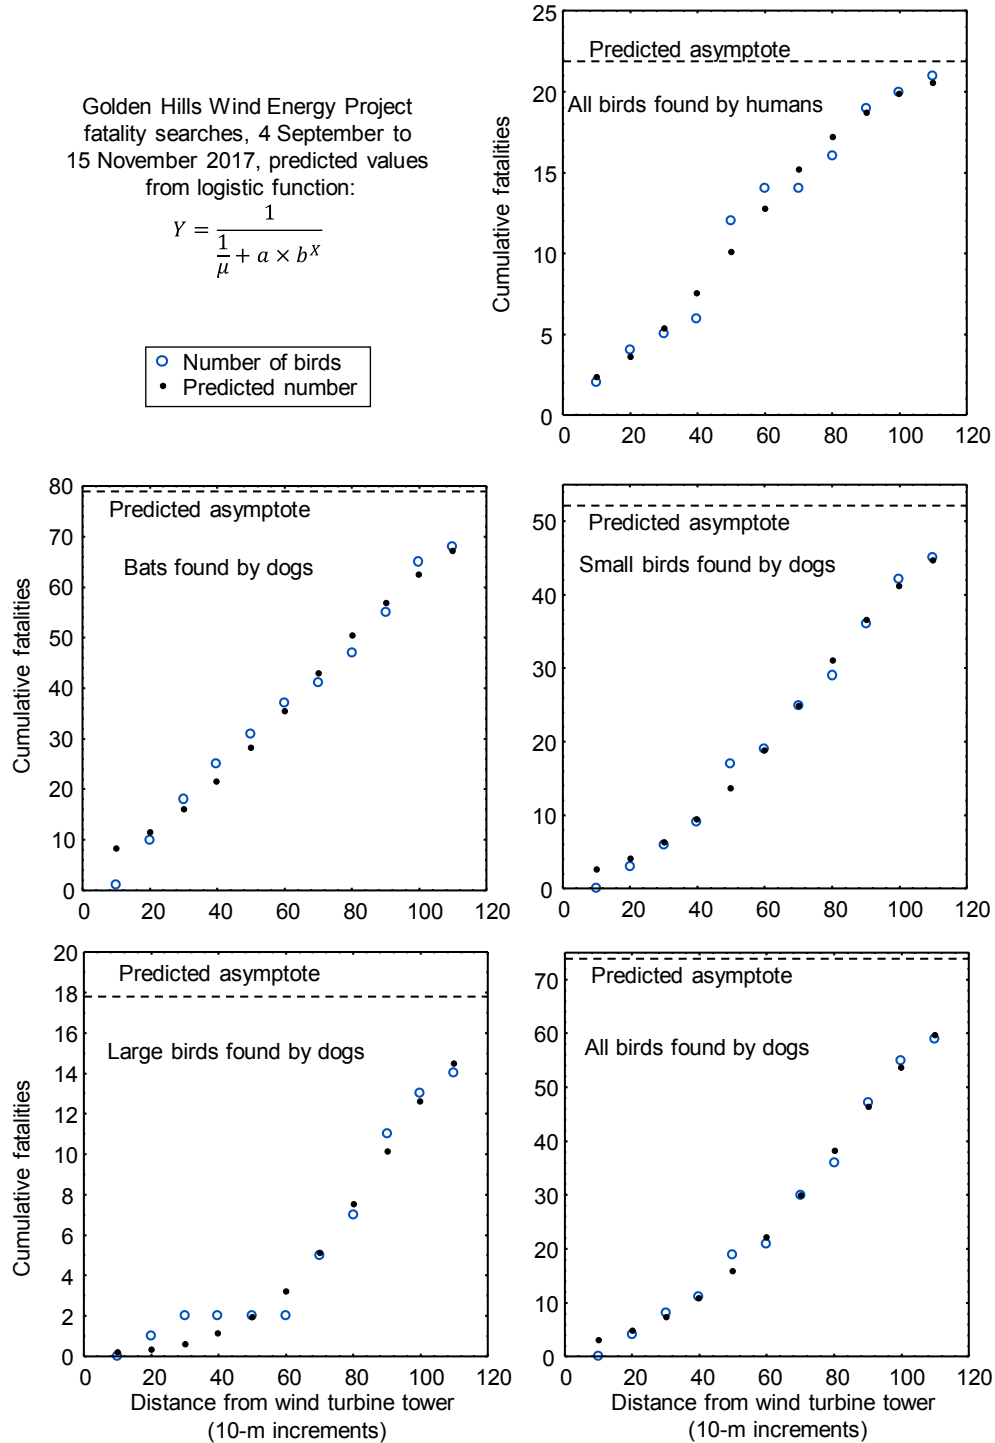 Golden Hills Wind Energy Project
fatality searches, 4 September to
15 November 2017, predicted values
from logistic function:
Y = 1 / (1/μ + a × b^X)
Number of birds
Predicted number
25
20
15
10
5
0
Cumulative fatalities
Predicted asymptote
All birds found by humans
0 20 40 60 80 100 120
80
70
60
50
40
30
20
10
0
Cumulative fatalities
Predicted asymptote
Bats found by dogs
0 20 40 60 80 100 120
50
40
30
20
10
0
Predicted asymptote
Small birds found by dogs
0 20 40 60 80 100 120
20
18
16
14
12
10
8
6
4
2
0
Cumulative fatalities
Predicted asymptote
Large birds found by dogs
0 20 40 60 80 100 120
Distance from wind turbine tower
(10-m increments)
70
60
50
40
30
20
10
0
Predicted asymptote
All birds found by dogs
0 20 40 60 80 100 120
Distance from wind turbine tower
(10-m increments)